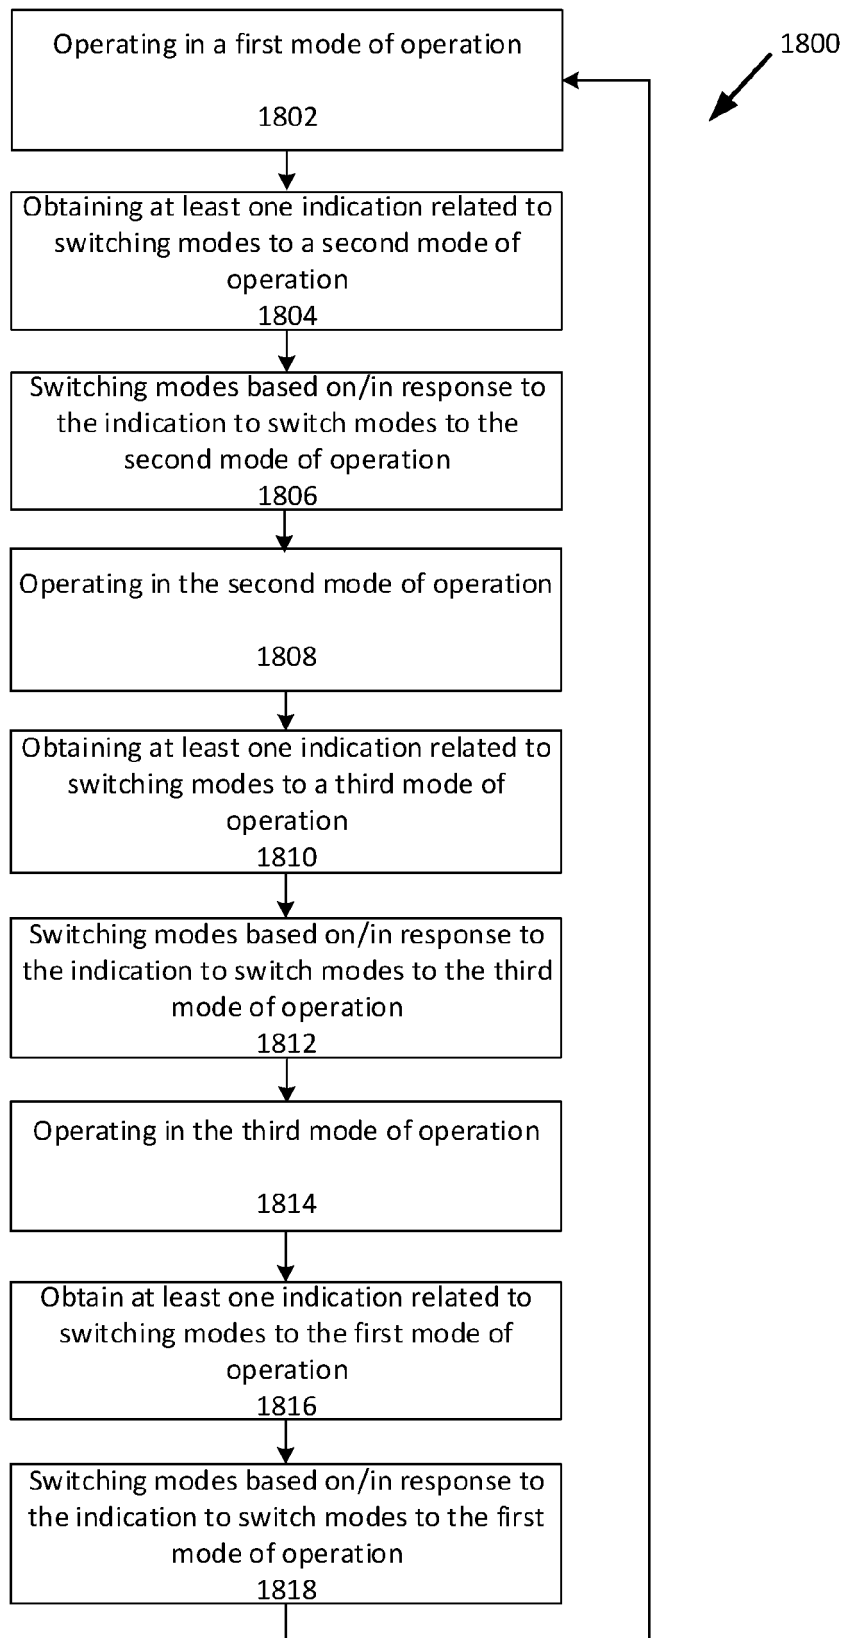 Operating in a first mode of operation
1802
1800
Obtaining at least one indication related to
switching modes to a second mode of
operation
1804
Switching modes based on/in response to
the indication to switch modes to the
second mode of operation
1806
Operating in the second mode of operation
1808
Obtaining at least one indication related to
switching modes to a third mode of
operation
1810
Switching modes based on/in response to
the indication to switch modes to the third
mode of operation
1812
Operating in the third mode of operation
1814
Obtain at least one indication related to
switching modes to the first mode of
operation
1816
Switching modes based on/in response to
the indication to switch modes to the first
mode of operation
1818